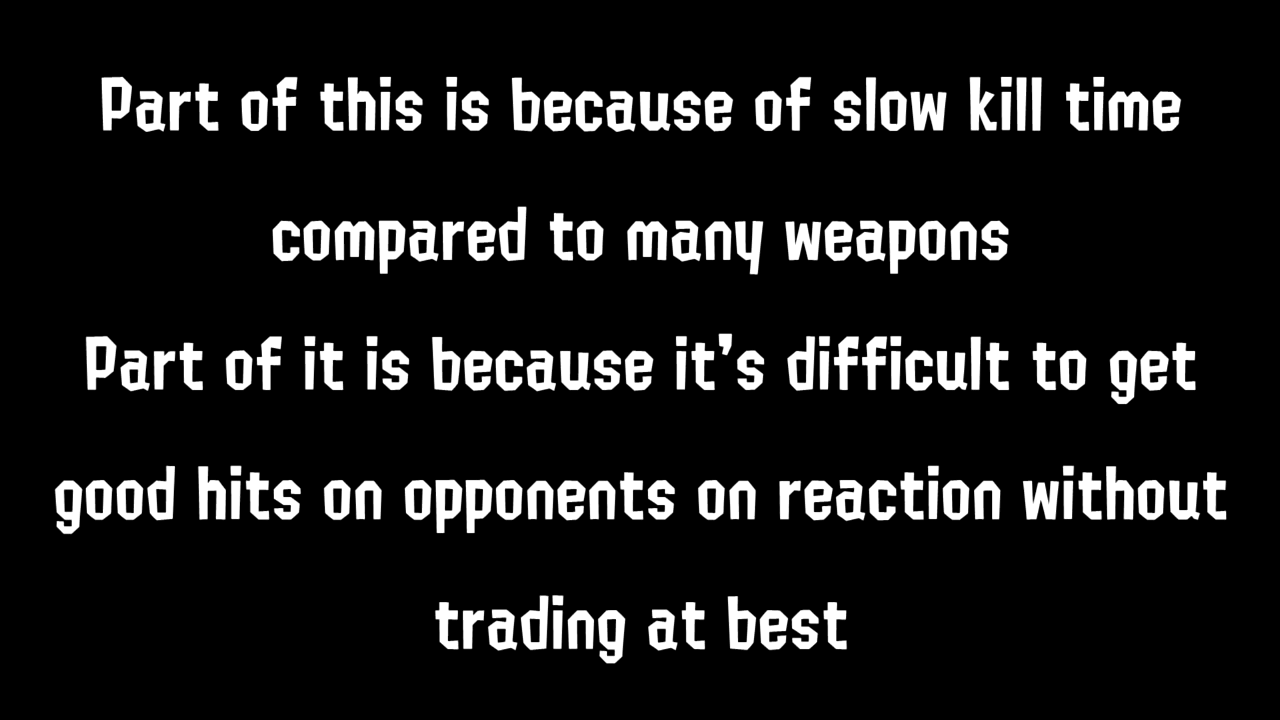 Part of this is because of slow kill time
compared to many weapons
Part of it is because it's difficult to get
good hits on opponents on reaction without
trading at best